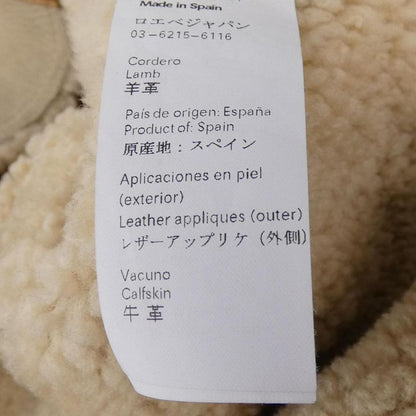 Made in Spain
ロエベジャパン
03-6215-6116
Cordero
Lamb
羊革
País de origen: España
Product of: Spain
原産地：スペイン
Aplicaciones en piel
(exterior)
Leather appliques (outer)
レザーアップリケ（外側）
Vacuno
Calfskin
牛革